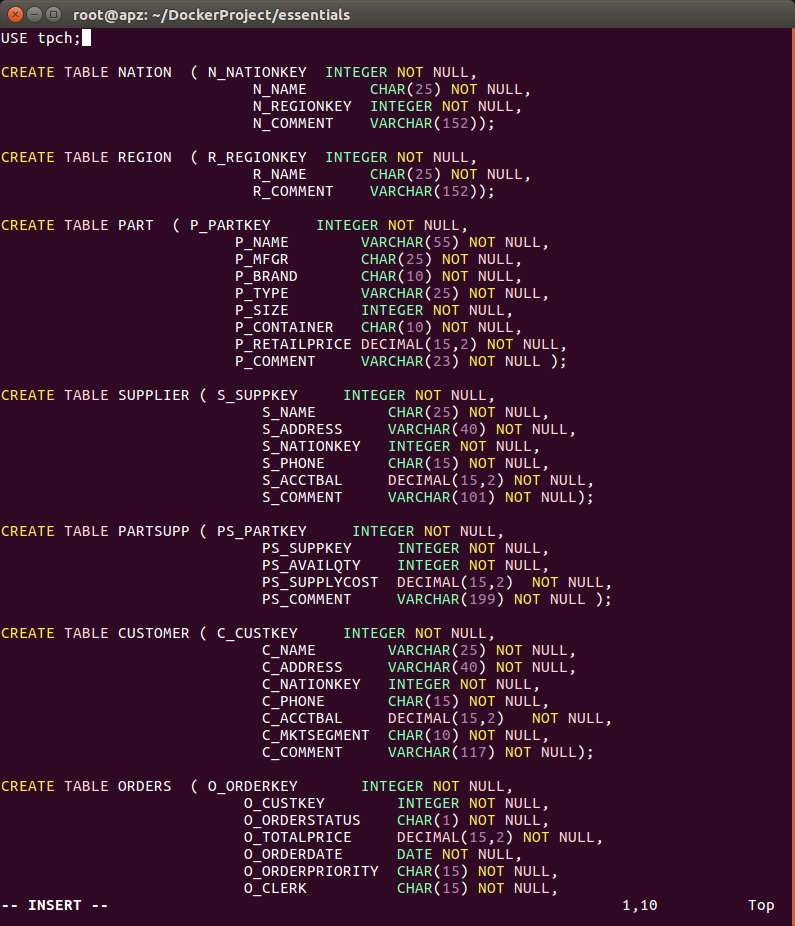 root@apz: ~/DockerProject/essentials
USE tpch;
CREATE TABLE NATION  ( N_NATIONKEY  INTEGER NOT NULL,
                            N_NAME       CHAR(25) NOT NULL,
                            N_REGIONKEY  INTEGER NOT NULL,
                            N_COMMENT    VARCHAR(152));
CREATE TABLE REGION  ( R_REGIONKEY  INTEGER NOT NULL,
                            R_NAME       CHAR(25) NOT NULL,
                            R_COMMENT    VARCHAR(152));
CREATE TABLE PART  ( P_PARTKEY     INTEGER NOT NULL,
                          P_NAME        VARCHAR(55) NOT NULL,
                          P_MFGR        CHAR(25) NOT NULL,
                          P_BRAND       CHAR(10) NOT NULL,
                          P_TYPE        VARCHAR(25) NOT NULL,
                          P_SIZE        INTEGER NOT NULL,
                          P_CONTAINER   CHAR(10) NOT NULL,
                          P_RETAILPRICE DECIMAL(15,2) NOT NULL,
                          P_COMMENT     VARCHAR(23) NOT NULL );
CREATE TABLE SUPPLIER ( S_SUPPKEY     INTEGER NOT NULL,
                             S_NAME        CHAR(25) NOT NULL,
                             S_ADDRESS     VARCHAR(40) NOT NULL,
                             S_NATIONKEY   INTEGER NOT NULL,
                             S_PHONE       CHAR(15) NOT NULL,
                             S_ACCTBAL     DECIMAL(15,2) NOT NULL,
                             S_COMMENT     VARCHAR(101) NOT NULL);
CREATE TABLE PARTSUPP ( PS_PARTKEY     INTEGER NOT NULL,
                             PS_SUPPKEY     INTEGER NOT NULL,
                             PS_AVAILQTY    INTEGER NOT NULL,
                             PS_SUPPLYCOST  DECIMAL(15,2)  NOT NULL,
                             PS_COMMENT     VARCHAR(199) NOT NULL );
CREATE TABLE CUSTOMER ( C_CUSTKEY     INTEGER NOT NULL,
                             C_NAME        VARCHAR(25) NOT NULL,
                             C_ADDRESS     VARCHAR(40) NOT NULL,
                             C_NATIONKEY   INTEGER NOT NULL,
                             C_PHONE       CHAR(15) NOT NULL,
                             C_ACCTBAL     DECIMAL(15,2)   NOT NULL,
                             C_MKTSEGMENT  CHAR(10) NOT NULL,
                             C_COMMENT     VARCHAR(117) NOT NULL);
CREATE TABLE ORDERS  ( O_ORDERKEY       INTEGER NOT NULL,
                           O_CUSTKEY        INTEGER NOT NULL,
                           O_ORDERSTATUS    CHAR(1) NOT NULL,
                           O_TOTALPRICE     DECIMAL(15,2) NOT NULL,
                           O_ORDERDATE      DATE NOT NULL,
                           O_ORDERPRIORITY  CHAR(15) NOT NULL,
                           O_CLERK          CHAR(15) NOT NULL,
-- INSERT --                                                         1,10          Top